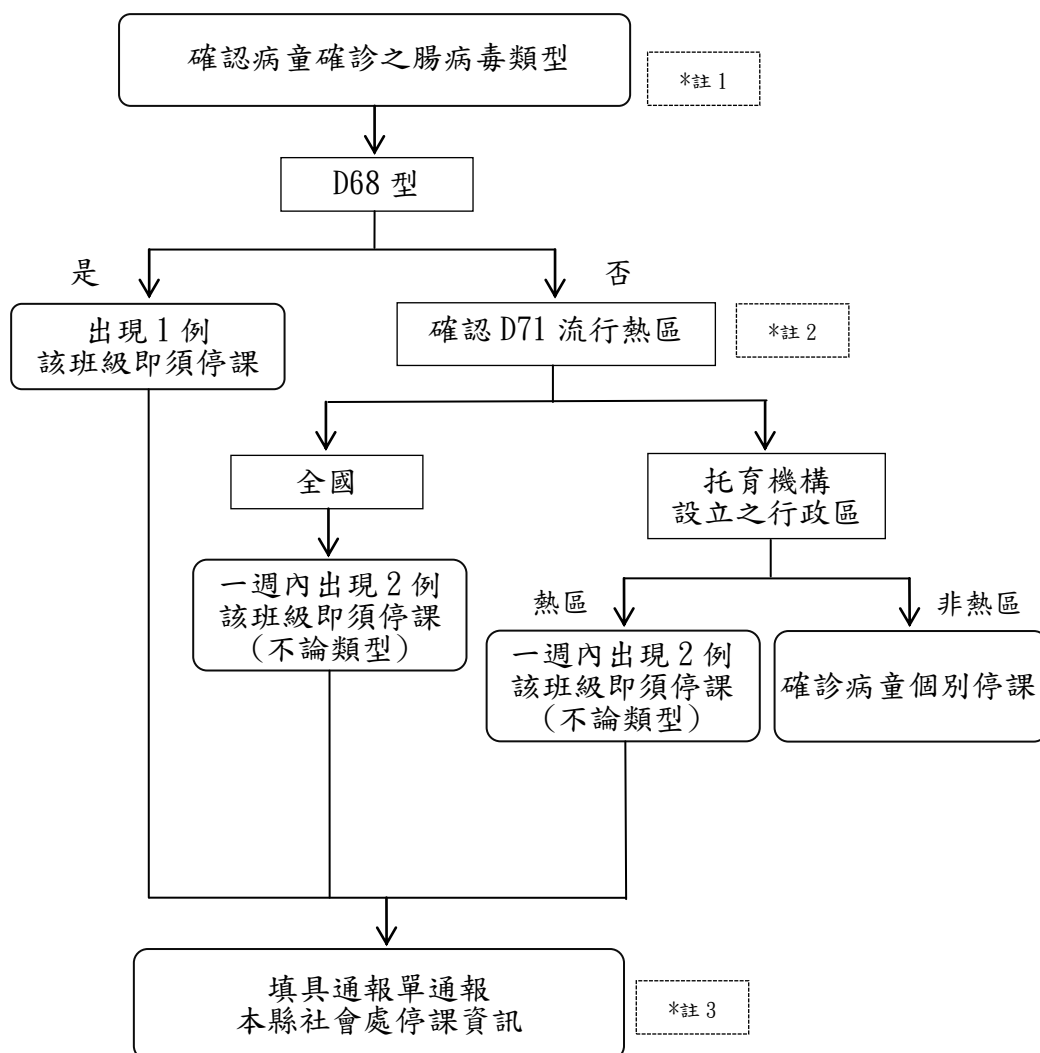 確認病童確診之腸病毒類型
*註 1
D68 型
是
否
出現 1 例
該班級即須停課
確認 D71 流行熱區
*註 2
全國
托育機構
設立之行政區
一週內出現 2 例
該班級即須停課
(不論類型)
熱區
非熱區
一週內出現 2 例
該班級即須停課
(不論類型)
確診病童個別停課
填具通報單通報
本縣社會處停課資訊
*註 3